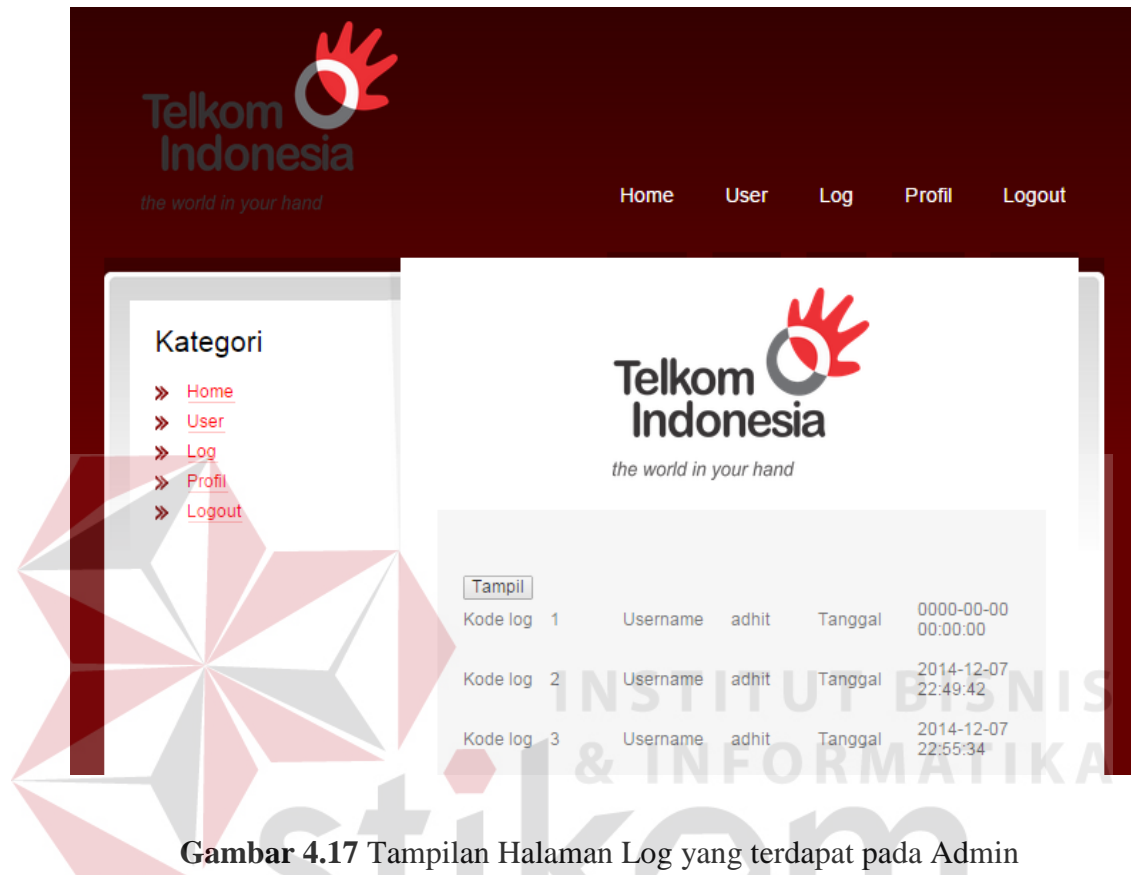 Telkom
Indonesia
the world in your hand
Home User Log Profil Logout
Kategori
Home
User
Log
Profil
Logout
Telkom
Indonesia
the world in your hand
Tampil
Kode log 1 Username adhit Tanggal 0000-00-00
00:00:00
Kode log 2 Username adhit Tanggal 2014-12-07
22:49:42
Kode log 3 Username adhit Tanggal 2014-12-07
22:55:34
INSTITUT BISNIS
& INFORMATIKA
stikom
Gambar 4.17 Tampilan Halaman Log yang terdapat pada Admin